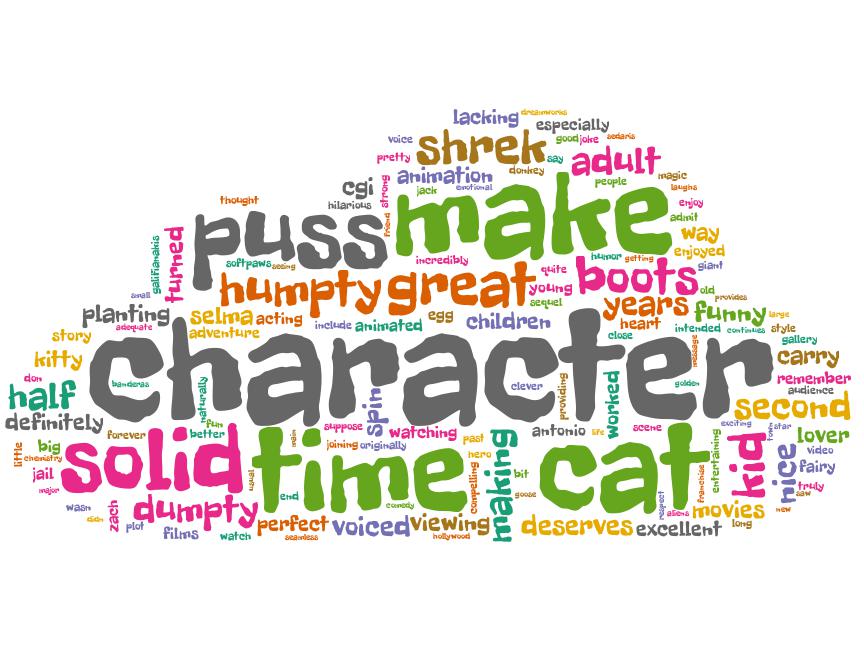 lacking dreamworks
especially
voice shrek good joke sedaris
pretty say adult
animation donkey people magic
cgi strong jack emotional make laughs
thought hilarious friend enjoy
puss admit
way
galifianakis turned softpaws seeing incredibly humor getting enjoyed
quite boots giant
small humpty great young old
sequel years provides
planting selma acting egg children heart funny large
adequate adventure include animated intended continues style
story close message gallery
kitty character carry
don banderas naturally clever providing worked golden remember
half audience
definitely fun spin second
forever better suppose watching antonio life scene exciting town star
little big solid main joining originally past making kid lover
chemistry time hero cat entertaining nice video
jail usual compelling bit franchise fairy
major end goose respect truly
wasn zach dumpty comedy aliens movies saw
didn plot perfect voiced viewing deserves excellent long new
films watch seamless hollywood